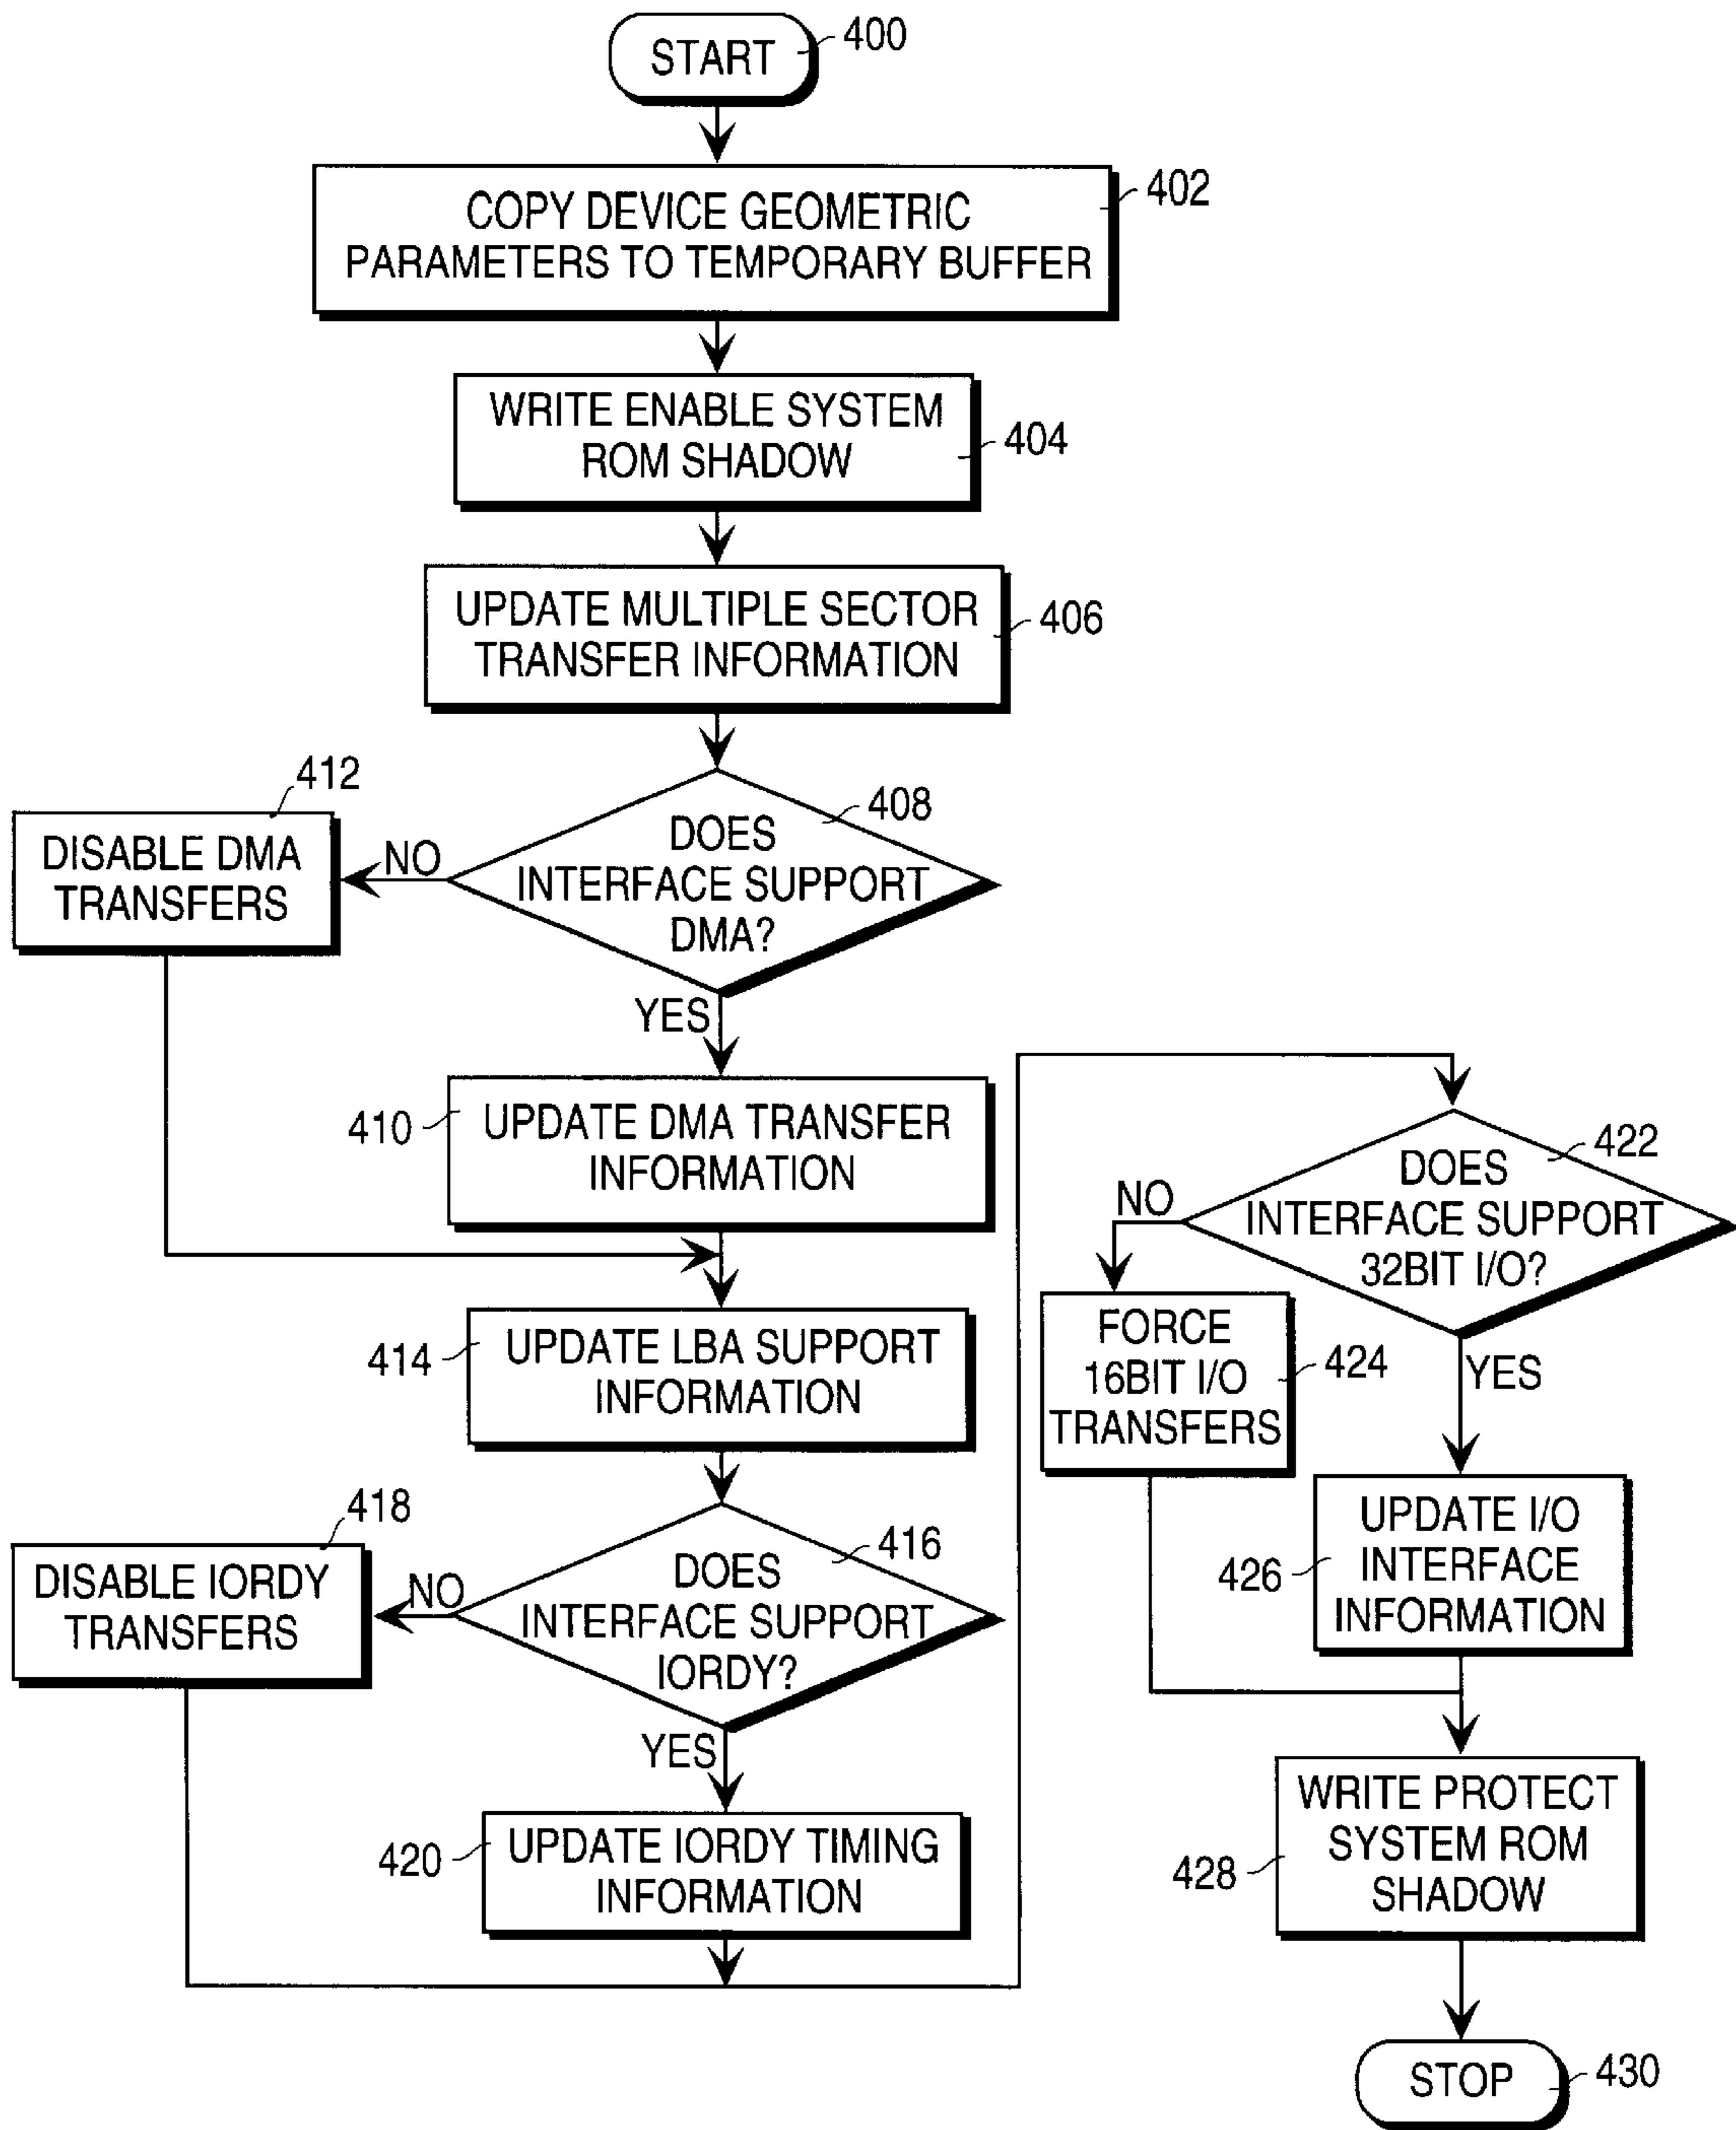 START
400
COPY DEVICE GEOMETRIC
PARAMETERS TO TEMPORARY BUFFER
402
WRITE ENABLE SYSTEM
ROM SHADOW
404
UPDATE MULTIPLE SECTOR
TRANSFER INFORMATION
406
DOES
INTERFACE SUPPORT
DMA?
408
NO
412
DISABLE DMA
TRANSFERS
YES
410
UPDATE DMA TRANSFER
INFORMATION
414
UPDATE LBA SUPPORT
INFORMATION
DOES
INTERFACE SUPPORT
IORDY?
416
NO
418
DISABLE IORDY
TRANSFERS
YES
420
UPDATE IORDY TIMING
INFORMATION
DOES
INTERFACE SUPPORT
32BIT I/O?
422
NO
FORCE
16BIT I/O
TRANSFERS
424
YES
426
UPDATE I/O
INTERFACE
INFORMATION
428
WRITE PROTECT
SYSTEM ROM
SHADOW
STOP
430